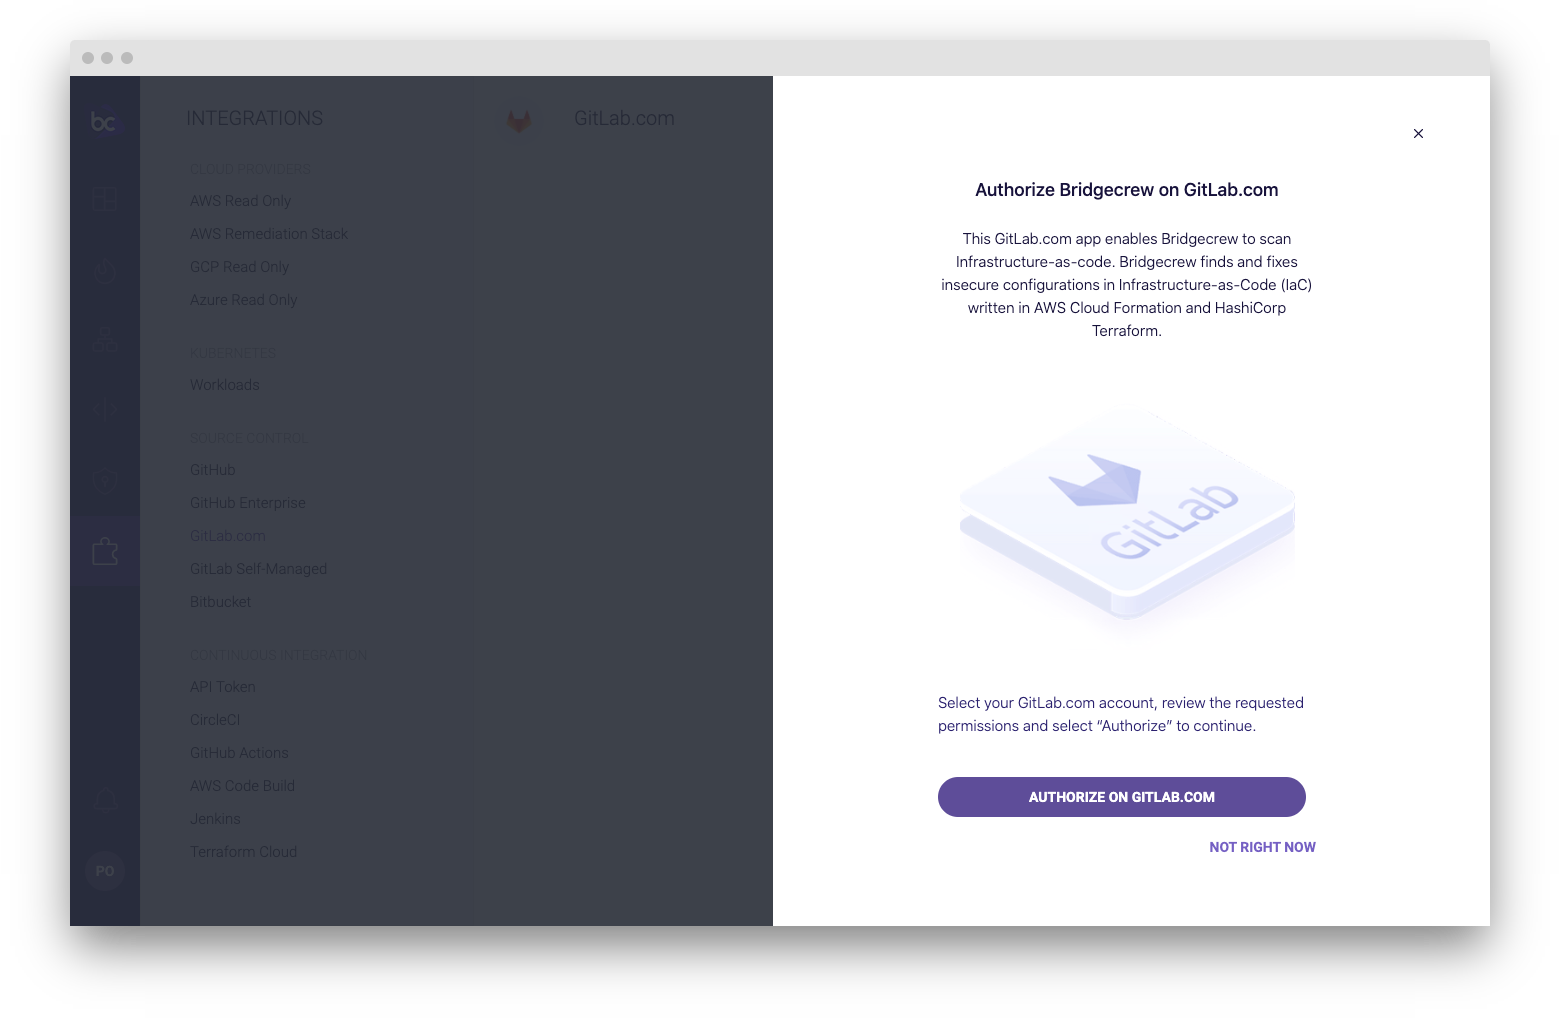 bc
INTEGRATIONS
CLOUD PROVIDERS
AWS Read Only
AWS Remediation Stack
GCP Read Only
Azure Read Only
KUBERNETES
Workloads
SOURCE CONTROL
GitHub
GitHub Enterprise
GitLab.com
GitLab Self-Managed
Bitbucket
CONTINUOUS INTEGRATION
API Token
CircleCI
GitHub Actions
AWS Code Build
Jenkins
Terraform Cloud
PO
GitLab.com
×
Authorize Bridgecrew on GitLab.com
This GitLab.com app enables Bridgecrew to scan
Infrastructure-as-code. Bridgecrew finds and fixes
insecure configurations in Infrastructure-as-Code (IaC)
written in AWS Cloud Formation and HashiCorp
Terraform.
GitLab
Select your GitLab.com account, review the requested
permissions and select “Authorize” to continue.
AUTHORIZE ON GITLAB.COM
NOT RIGHT NOW